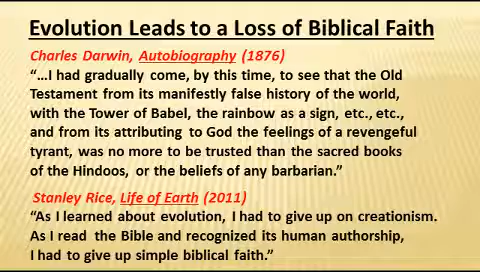 Evolution Leads to a Loss of Biblical Faith
Charles Darwin, Autobiography (1876)
“…I had gradually come, by this time, to see that the Old
Testament from its manifestly false history of the world,
with the Tower of Babel, the rainbow as a sign, etc., etc.,
and from its attributing to God the feelings of a revengeful
tyrant, was no more to be trusted than the sacred books
of the Hindoos, or the beliefs of any barbarian.”
Stanley Rice, Life of Earth (2011)
“As I learned about evolution, I had to give up on creationism.
As I read the Bible and recognized its human authorship,
I had to give up simple biblical faith.”